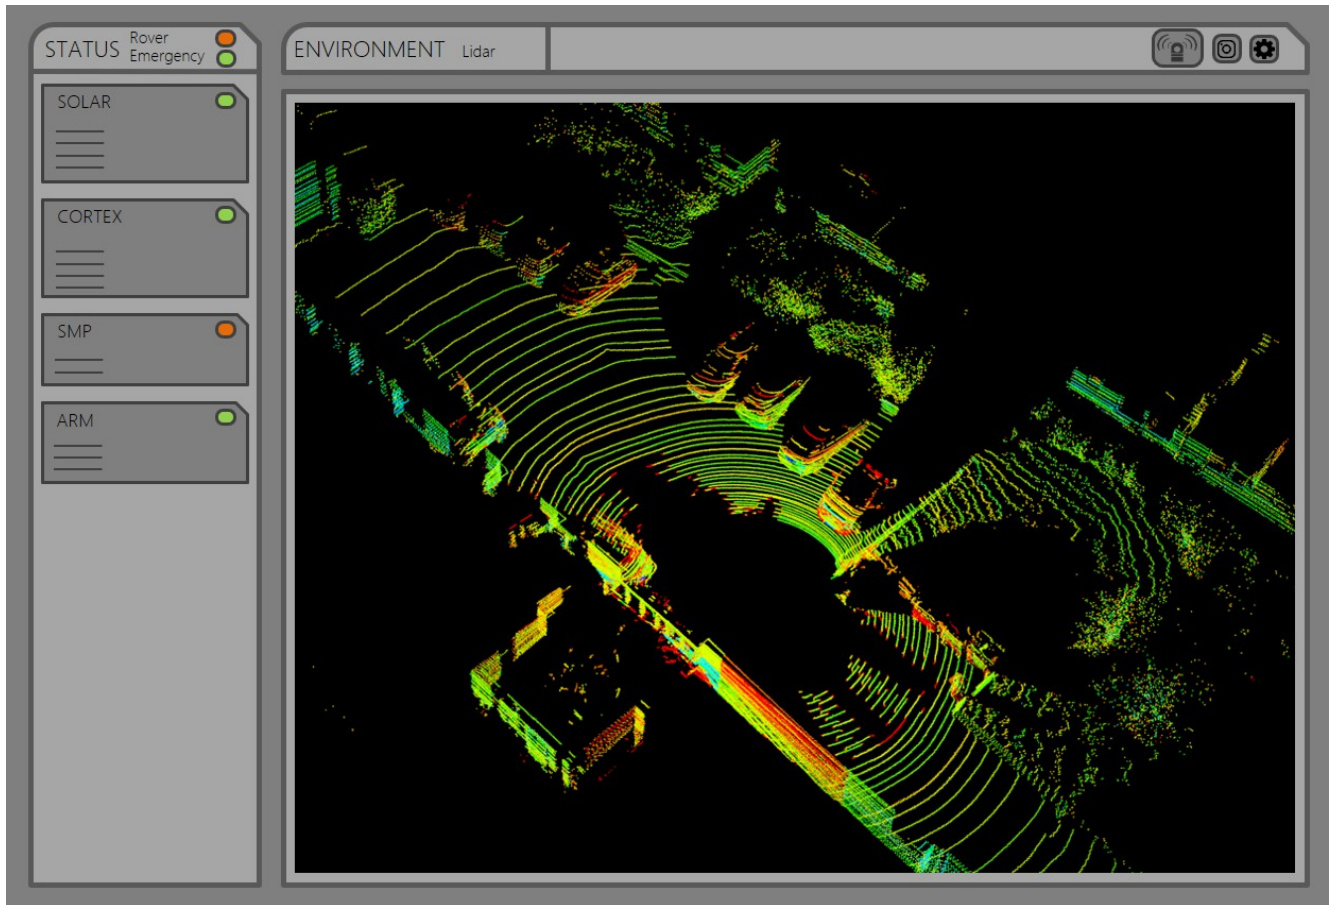 STATUS Rover
Emergency
ENVIRONMENT Lidar
SOLAR
CORTEX
SMP
ARM